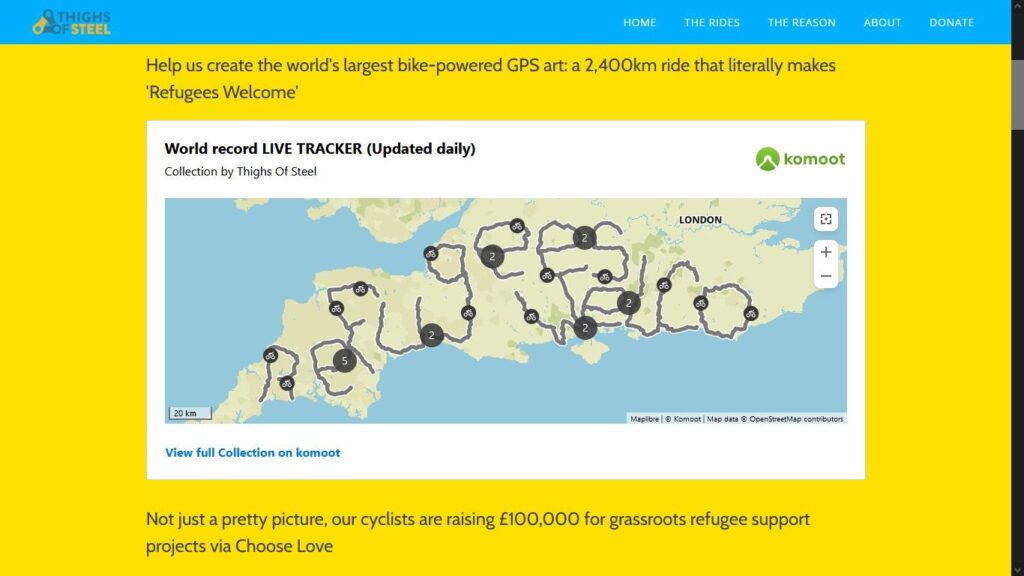 THIGHS
OF STEEL
HOME THE RIDES THE REASON ABOUT DONATE
Help us create the world's largest bike-powered GPS art: a 2,400km ride that literally makes
'Refugees Welcome'
World record LIVE TRACKER (Updated daily)
Collection by Thighs Of Steel
komoot
LONDON
2
2
2
2
2
5
Refugees
Welco
+
−
20 km
Maplibre | © Komoot | Map data © OpenStreetMap contributors
View full Collection on komoot
Not just a pretty picture, our cyclists are raising £100,000 for grassroots refugee support
projects via Choose Love